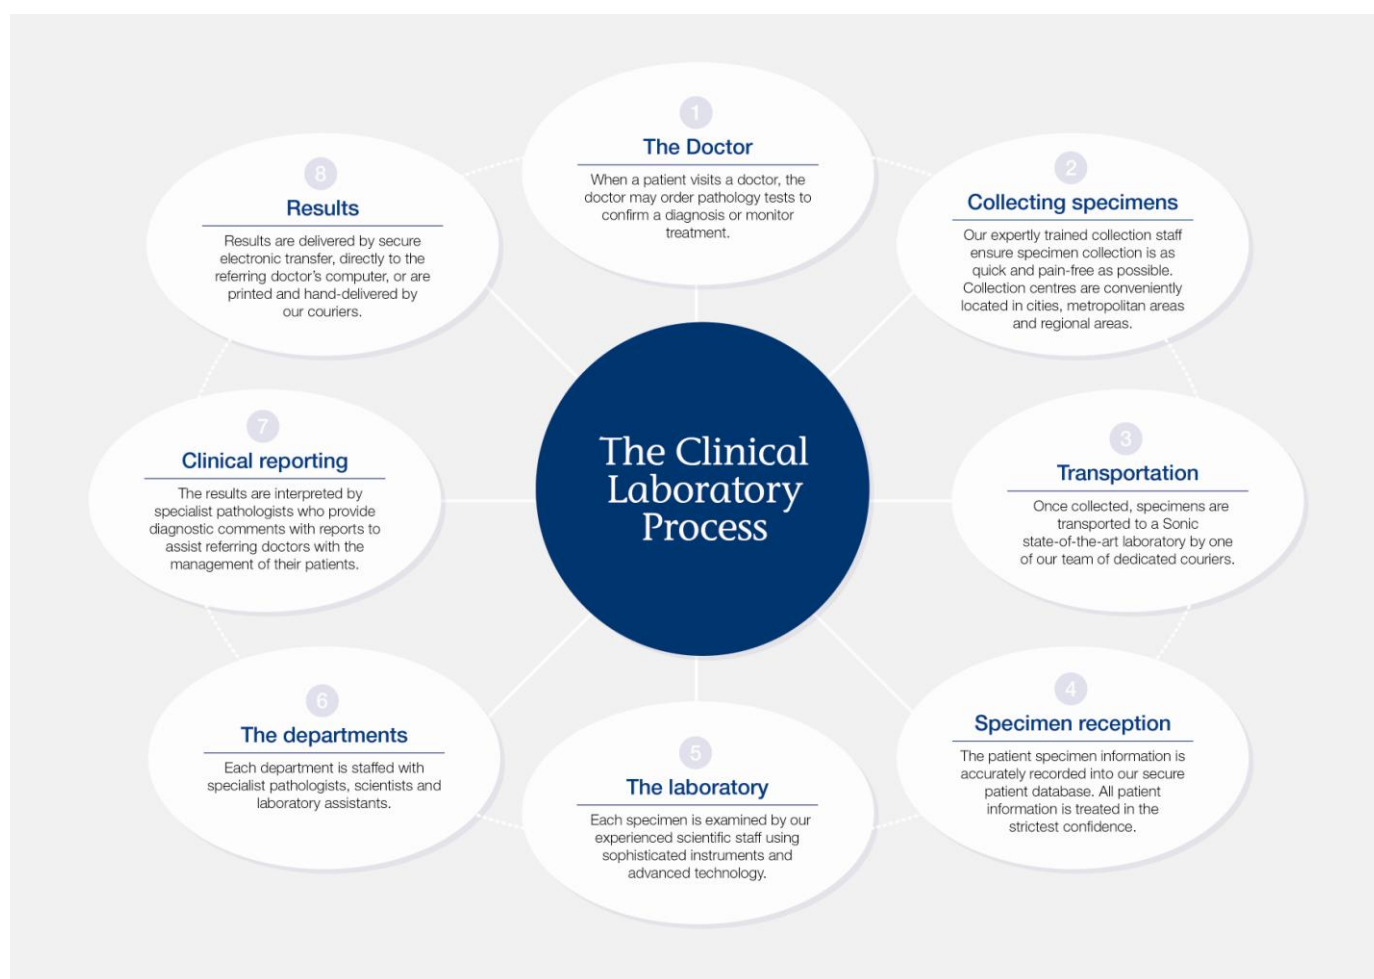 The Clinical
Laboratory
Process
1
The Doctor
When a patient visits a doctor, the
doctor may order pathology tests to
confirm a diagnosis or monitor
treatment.
2
Collecting specimens
Our expertly trained collection staff
ensure specimen collection is as
quick and pain-free as possible.
Collection centres are conveniently
located in cities, metropolitan areas
and regional areas.
3
Transportation
Once collected, specimens are
transported to a Sonic
state-of-the-art laboratory by one
of our team of dedicated couriers.
4
Specimen reception
The patient specimen information is
accurately recorded into our secure
patient database. All patient
information is treated in the
strictest confidence.
5
The laboratory
Each specimen is examined by our
experienced scientific staff using
sophisticated instruments and
advanced technology.
6
The departments
Each department is staffed with
specialist pathologists, scientists and
laboratory assistants.
7
Clinical reporting
The results are interpreted by
specialist pathologists who provide
diagnostic comments with reports to
assist referring doctors with the
management of their patients.
8
Results
Results are delivered by secure
electronic transfer, directly to the
referring doctor’s computer, or are
printed and hand-delivered by
our couriers.